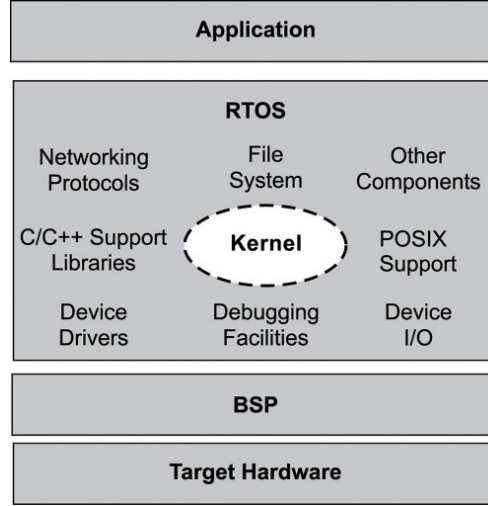 Application
RTOS
Networking
Protocols
File
System
Other
Components
C/C++ Support
Libraries
Kernel
POSIX
Support
Device
Drivers
Debugging
Facilities
Device
I/O
BSP
Target Hardware